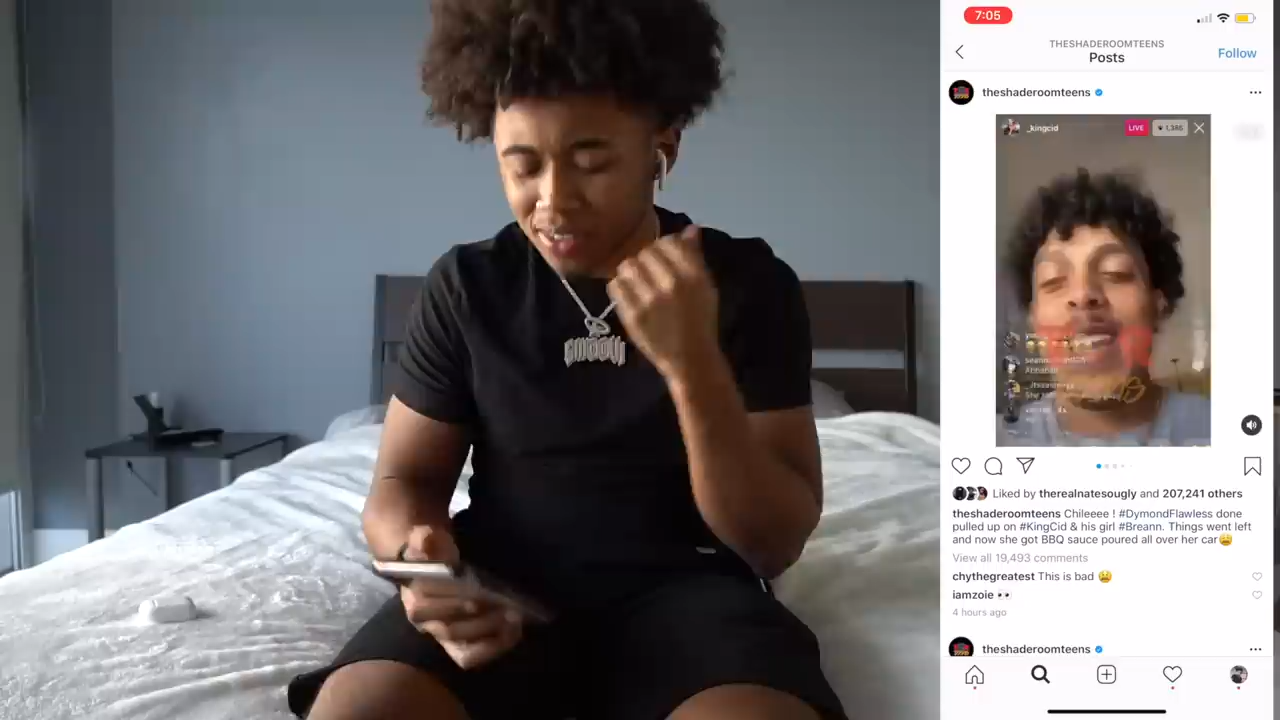 7:05
THESHADEROOMTEENS
Posts
Follow
theshaderoomteens
_kingcid
LIVE
1,386
Liked by therealnatesougly and 207,241 others
theshaderoomteens Chileeee ! #DymondFlawless done
pulled up on #KingCid & his girl #Breann. Things went left
and now she got BBQ sauce poured all over her car😩
View all 19,493 comments
chythegreatest This is bad 😩
iamzoie 👀
4 hours ago
theshaderoomteens